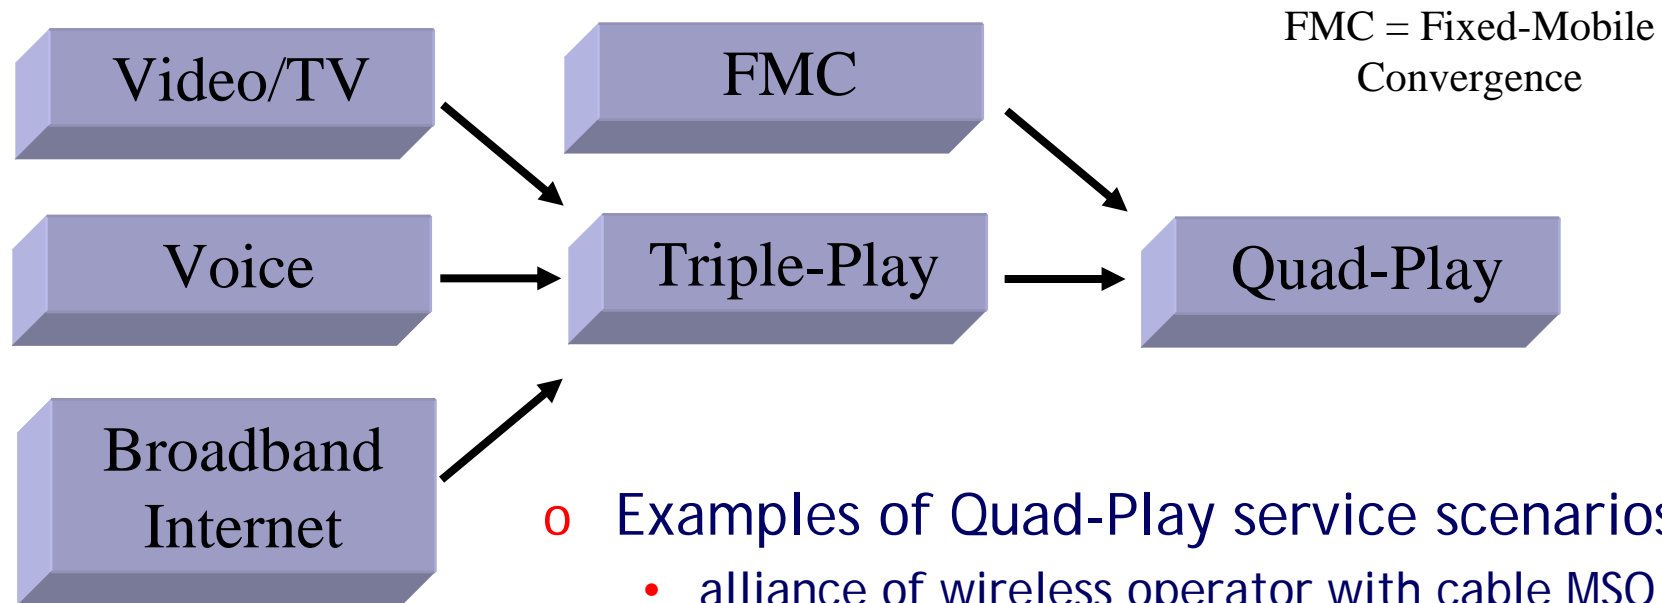 FMC = Fixed-Mobile
Convergence
Video/TV
FMC
Voice
Triple-Play
Quad-Play
Broadband
Internet
o Examples of Quad-Play service scenarios
• alliance of wireless operator with cable MSO